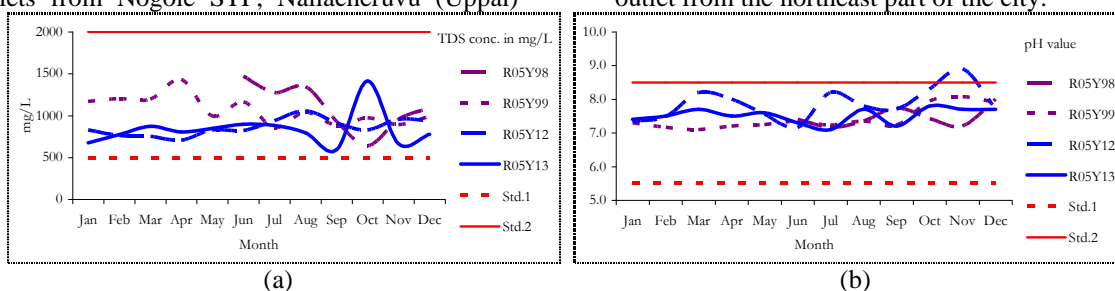 Nogole STP, Nallacheruvu (Uppal)
outlet from the northeast part of the city.
2000
1500
1000
500
0
mg/L
Jan Feb Mar Apr May Jun Jul Aug Sep Oct Nov Dec
Month
TDS conc. in mg/L
R05Y98
R05Y99
R05Y12
R05Y13
Std.1
Std.2
(a)
10.0
9.0
8.0
7.0
6.0
5.0
Jan Feb Mar Apr May Jun Jul Aug Sep Oct Nov Dec
Month
pH value
R05Y98
R05Y99
R05Y12
R05Y13
Std.1
Std.2
(b)